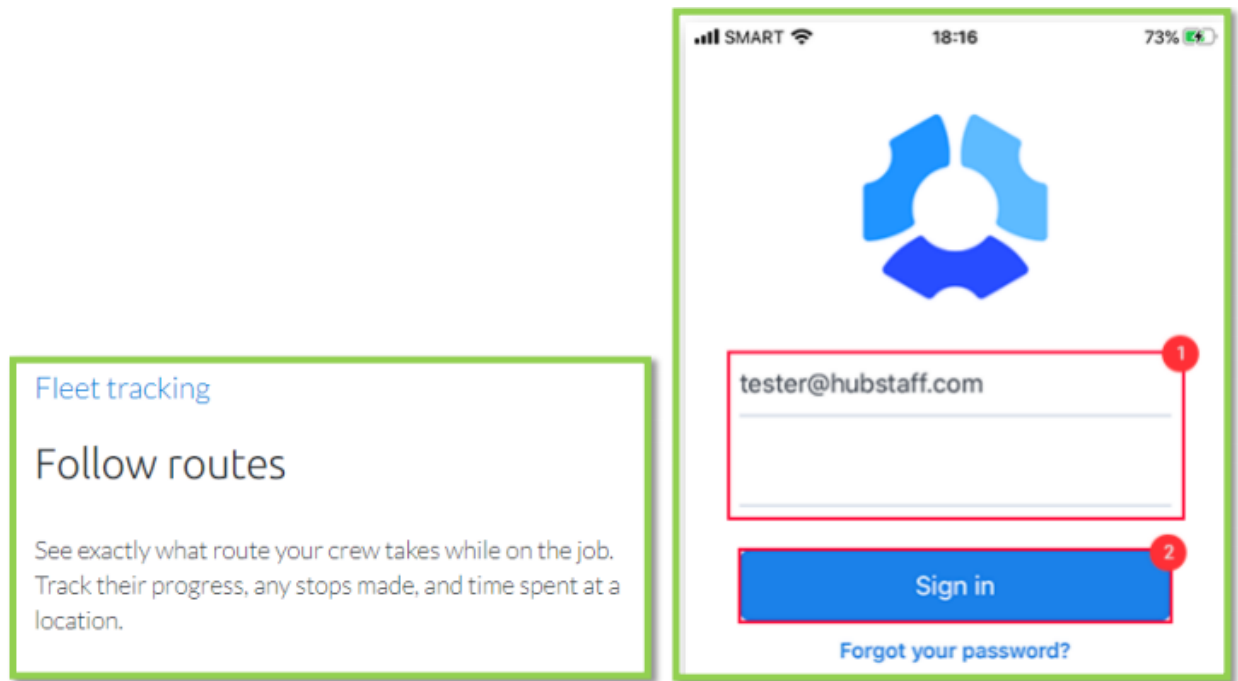 Fleet tracking
Follow routes
See exactly what route your crew takes while on the job.
Track their progress, any stops made, and time spent at a
location.
SMART 18:16 73%
1
tester@hubstaff.com
2
Sign in
Forgot your password?